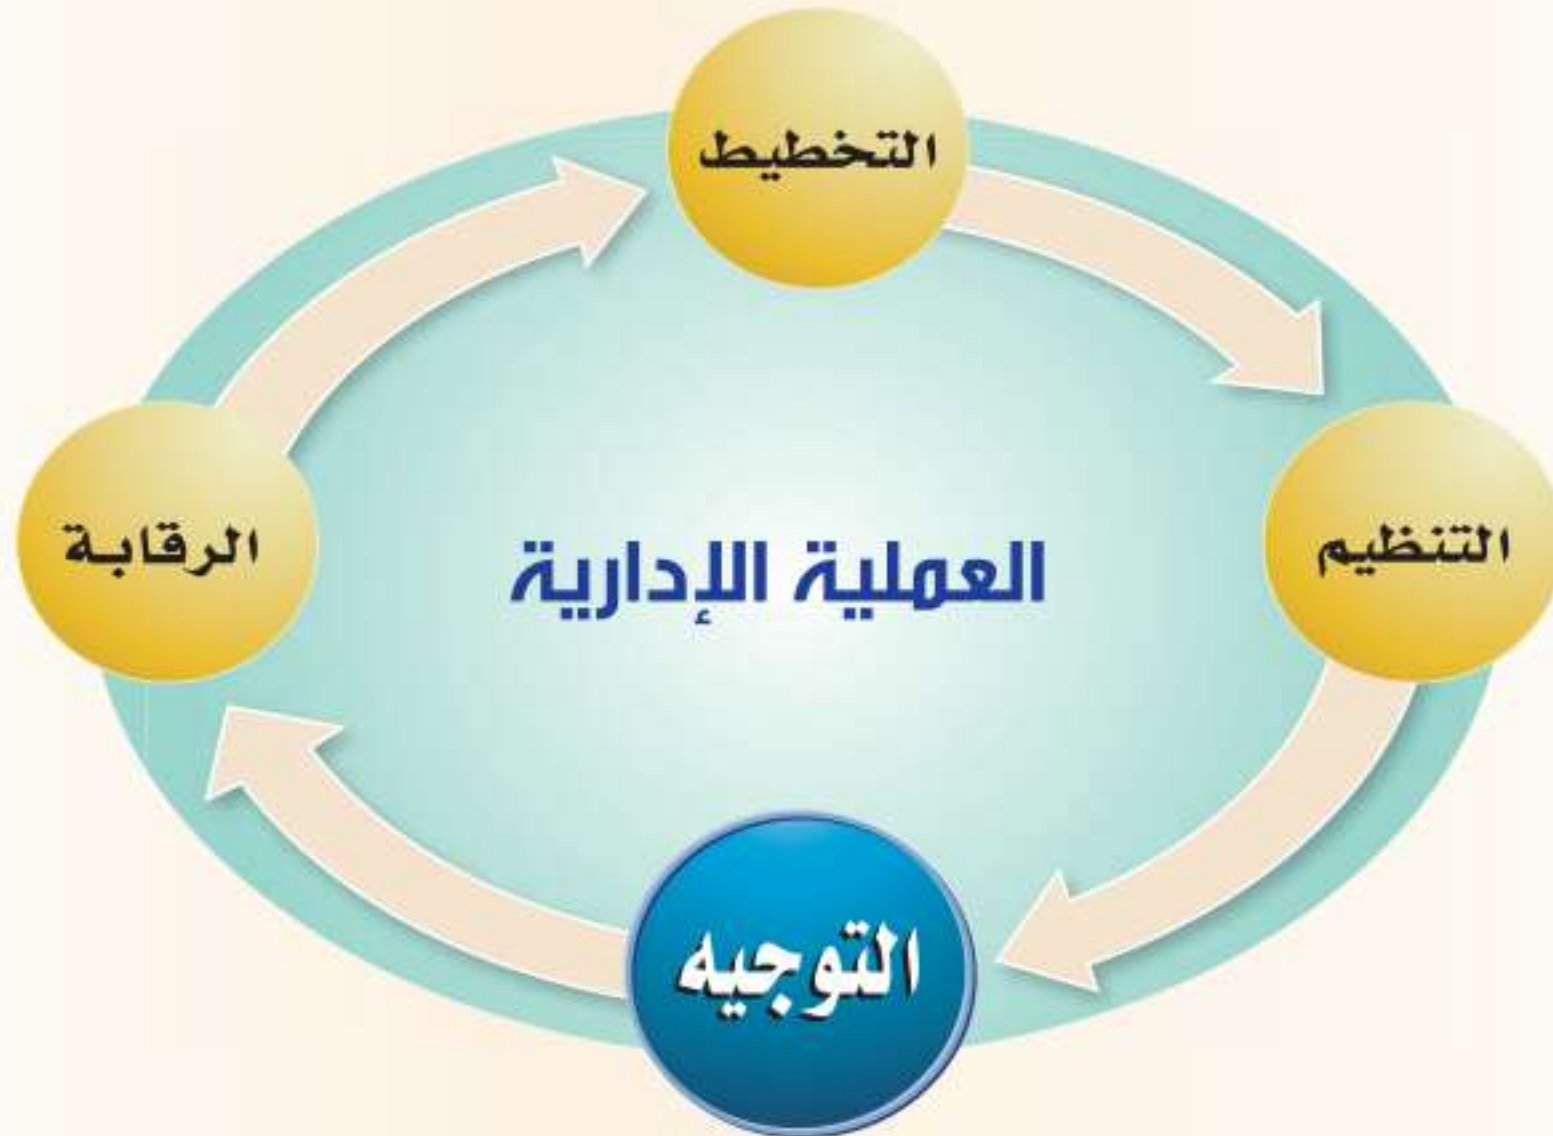 التخطيط
التنظيم
العملية الإدارية
الرقابة
التوجيه